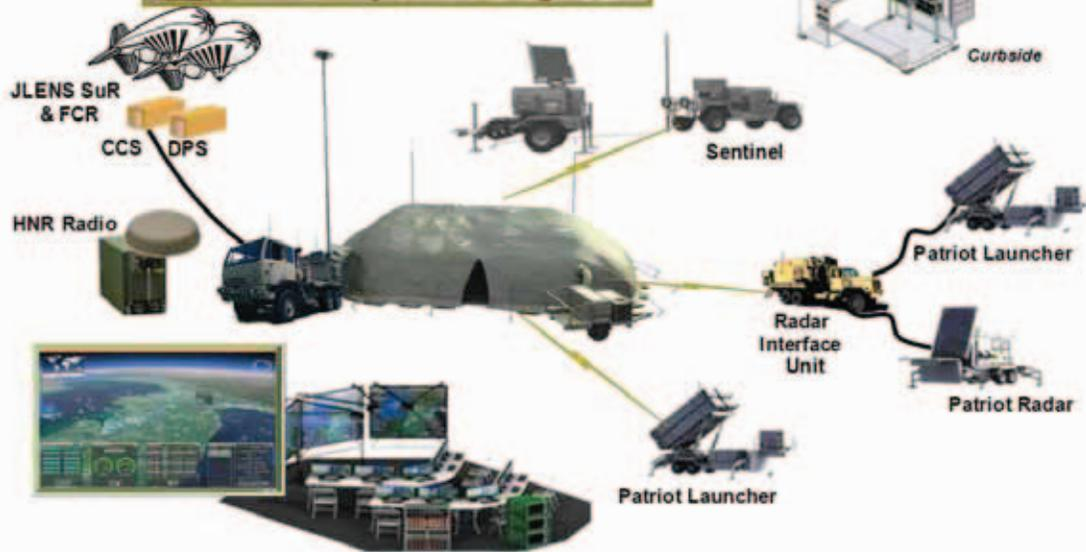 Curbside
JLENS SuR
& FCR
CCS DPS
Sentinel
HNR Radio
Patriot Launcher
Radar
Interface
Unit
Patriot Radar
Patriot Launcher